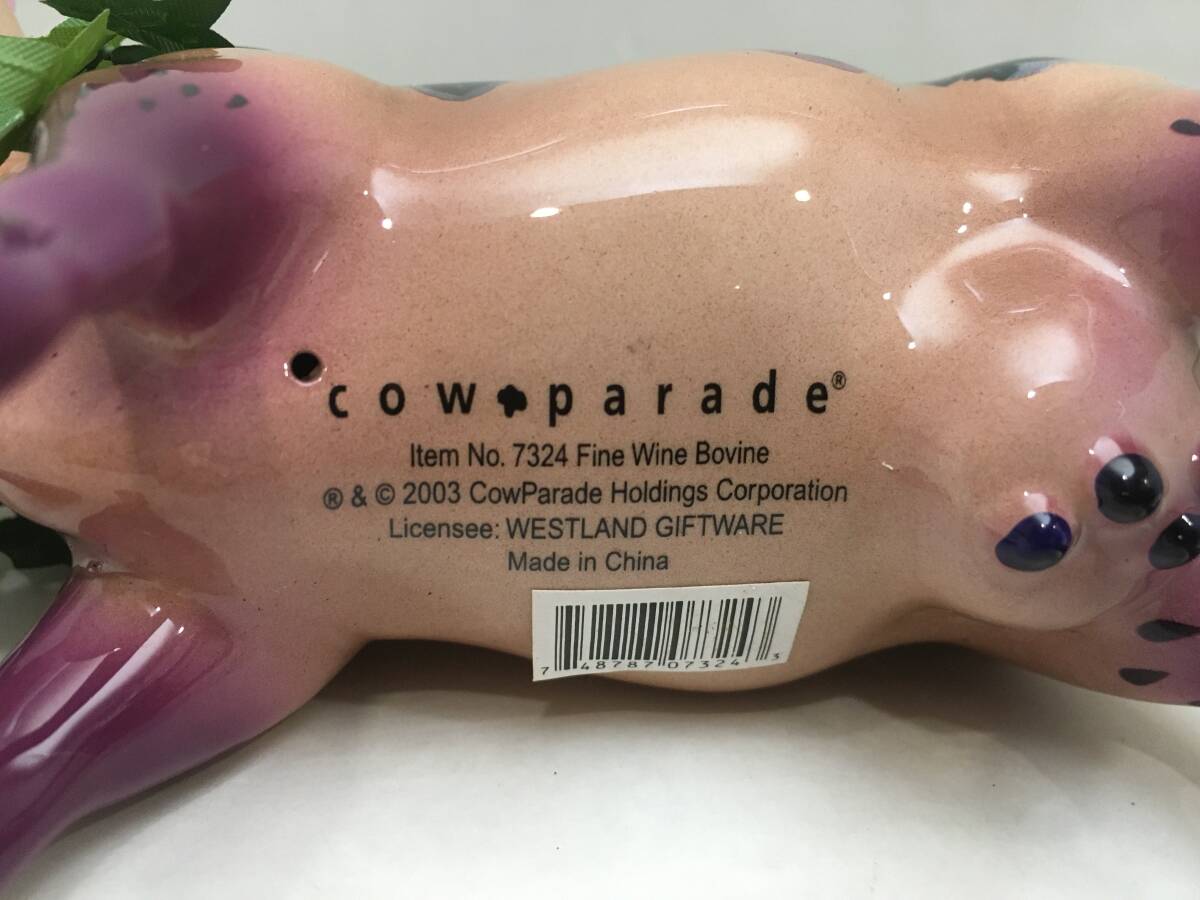 cow parade®
Item No. 7324 Fine Wine Bovine
® & © 2003 CowParade Holdings Corporation
Licensee: WESTLAND GIFTWARE
Made in China
7 48787 07324 3